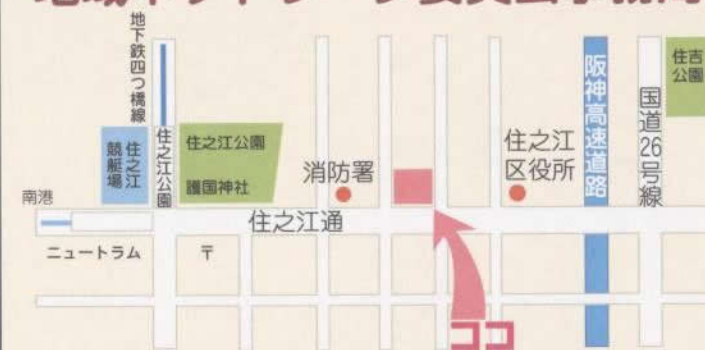 地下鉄四つ橋線
住之江競艇場
住之江公園
住之江公園
護国神社
消防署
住之江区役所
阪神高速道路
国道26号線
住吉公園
南港
住之江通
ニュートラム
〒
ココ